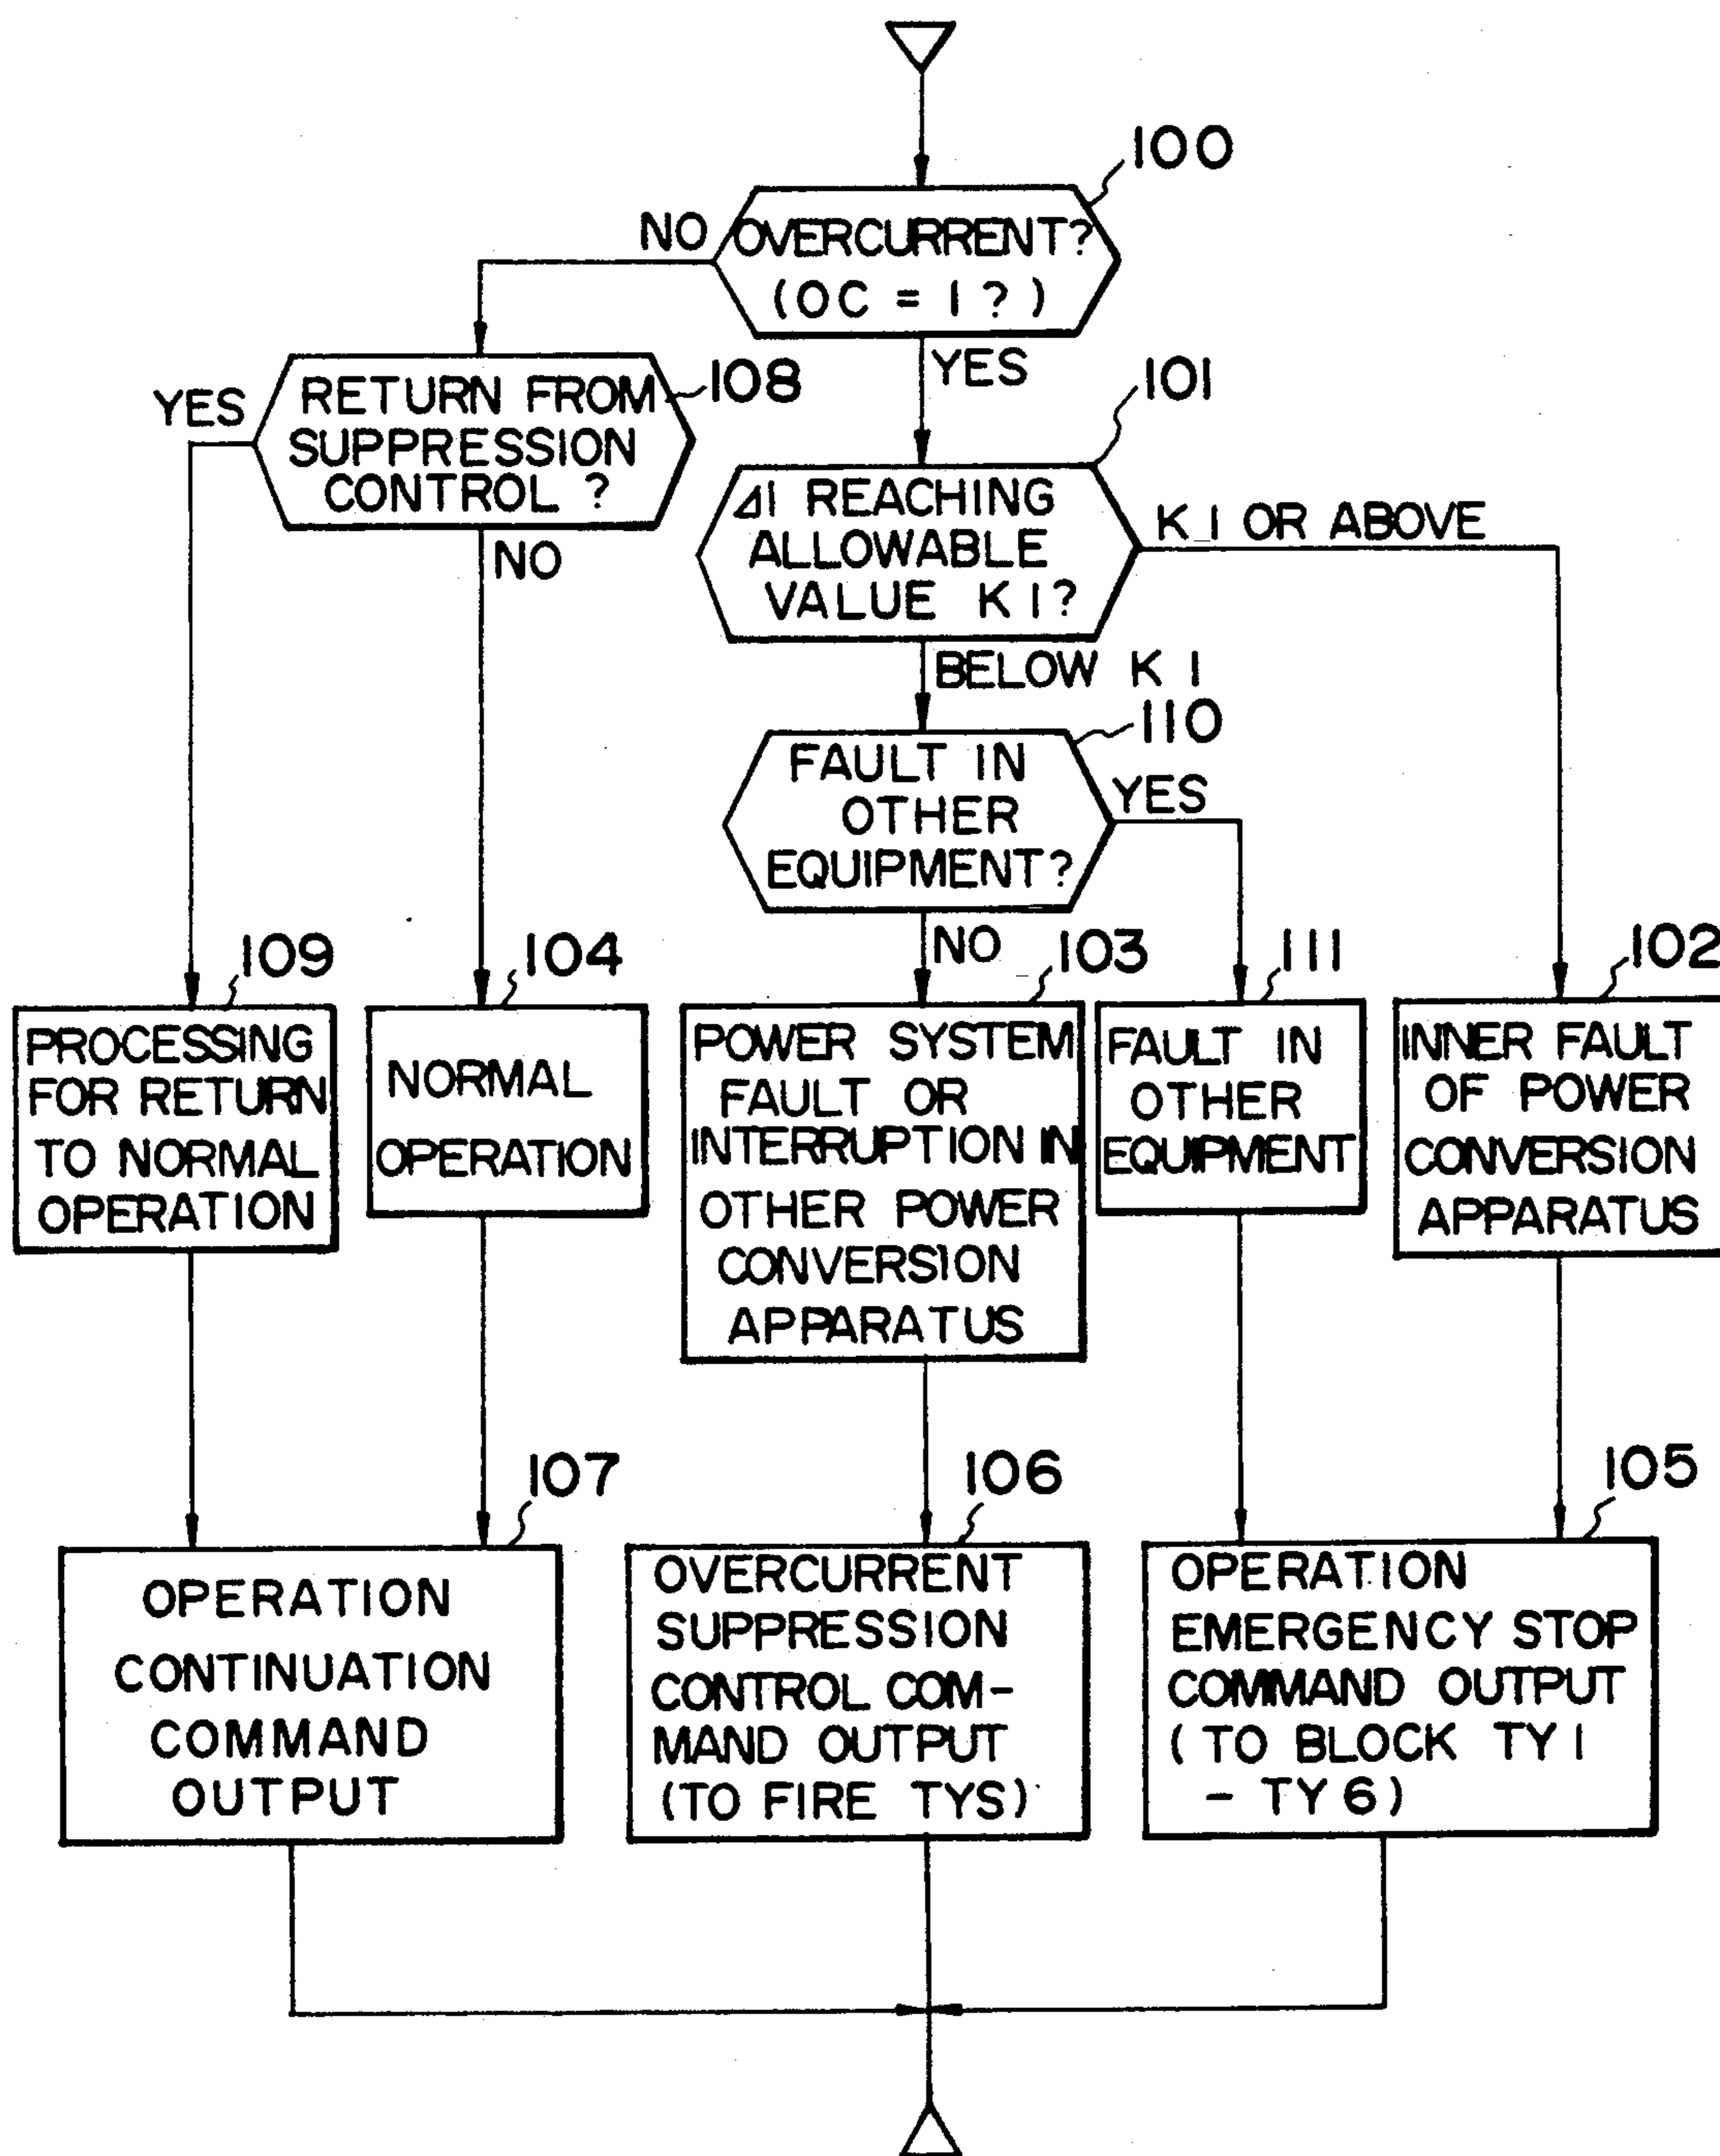 100
NO
OVERCURRENT?
(OC = 1 ?)
YES
108
YES
RETURN FROM
SUPPRESSION
CONTROL ?
NO
101
ΔI REACHING
ALLOWABLE
VALUE K1?
K1 OR ABOVE
BELOW K1
110
FAULT IN
OTHER
EQUIPMENT?
YES
NO
109
PROCESSING
FOR RETURN
TO NORMAL
OPERATION
104
NORMAL
OPERATION
103
POWER SYSTEM
FAULT OR
INTERRUPTION IN
OTHER POWER
CONVERSION
APPARATUS
111
FAULT IN
OTHER
EQUIPMENT
102
INNER FAULT
OF POWER
CONVERSION
APPARATUS
107
OPERATION
CONTINUATION
COMMAND
OUTPUT
106
OVERCURRENT
SUPPRESSION
CONTROL COM-
MAND OUTPUT
(TO FIRE TYS)
105
OPERATION
EMERGENCY STOP
COMMAND OUTPUT
(TO BLOCK TY1
- TY6)